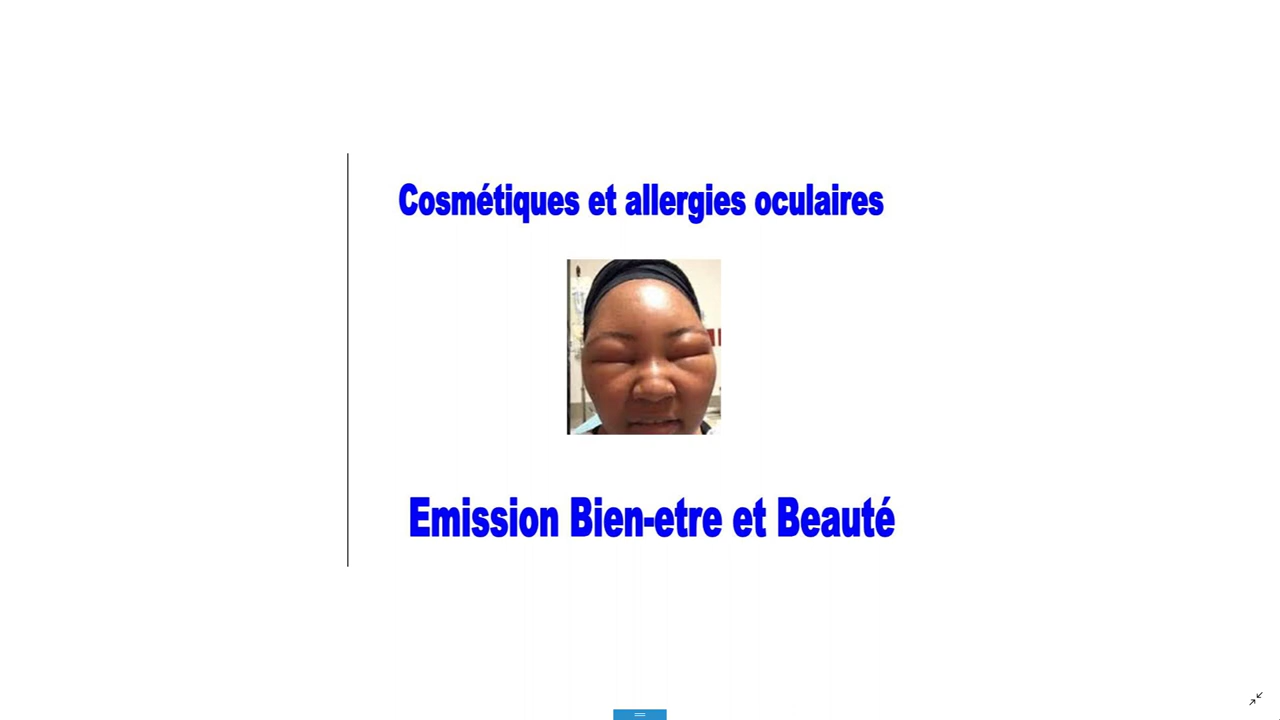 Cosmétiques et allergies oculaires
Emission Bien-etre et Beauté